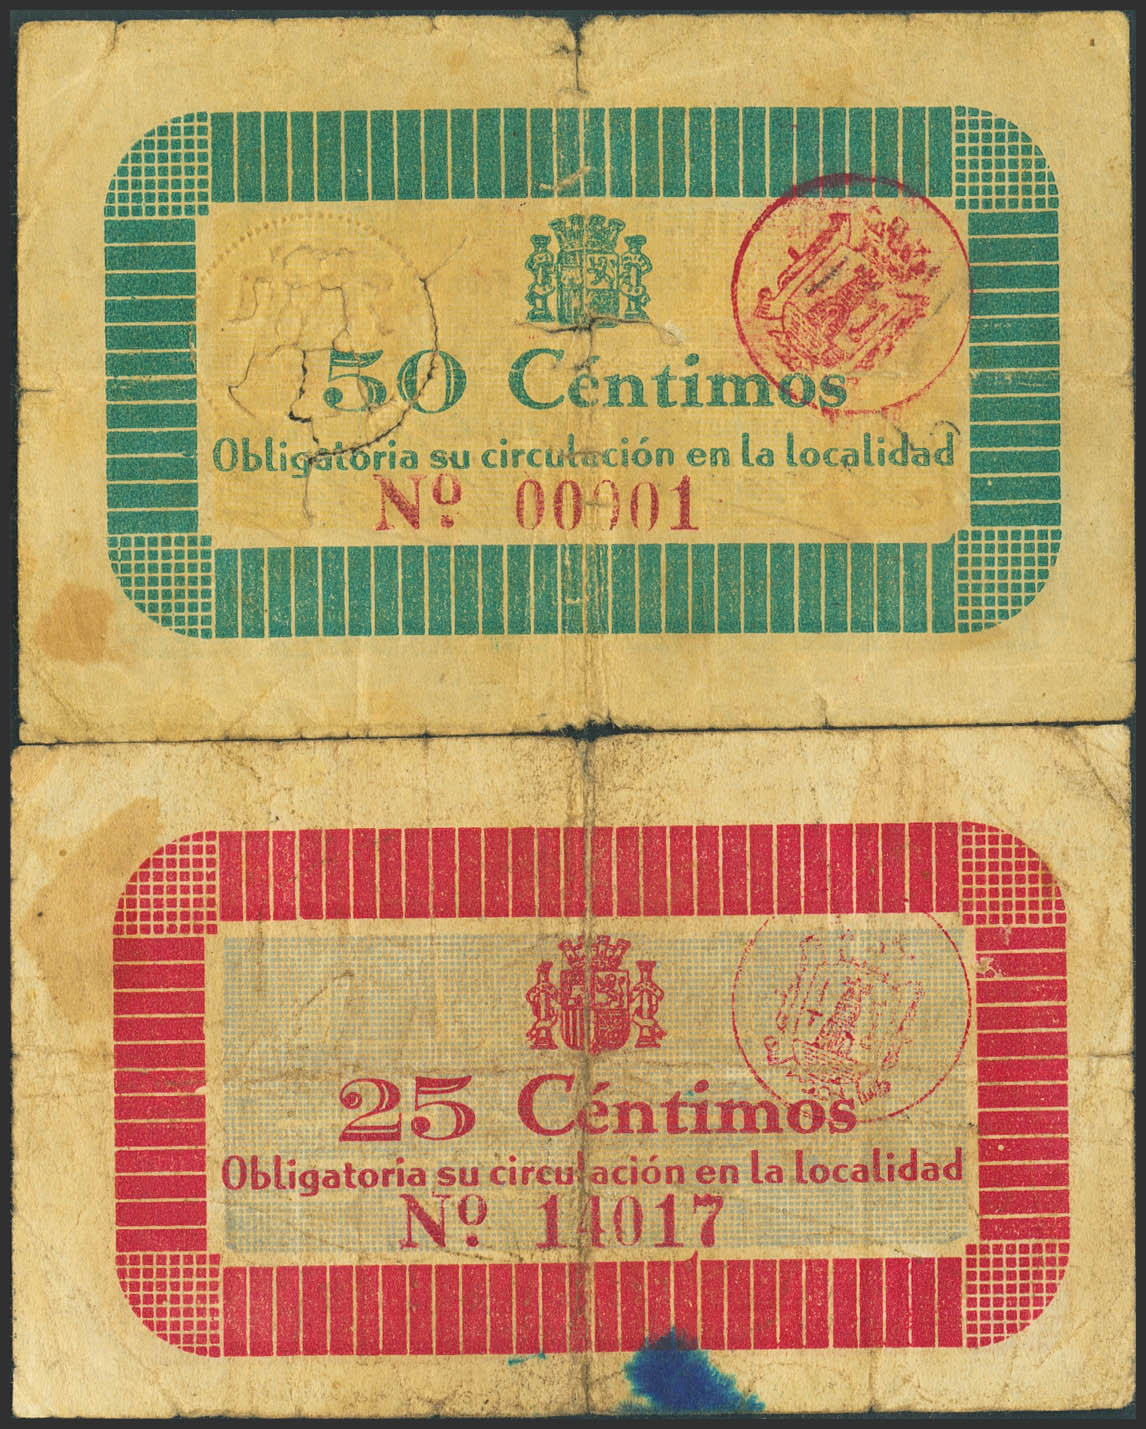 50 Céntimos
Obligatoria su circulación en la localidad
Nº. 00001
25 Céntimos
Obligatoria su circulación en la localidad
Nº. 14017